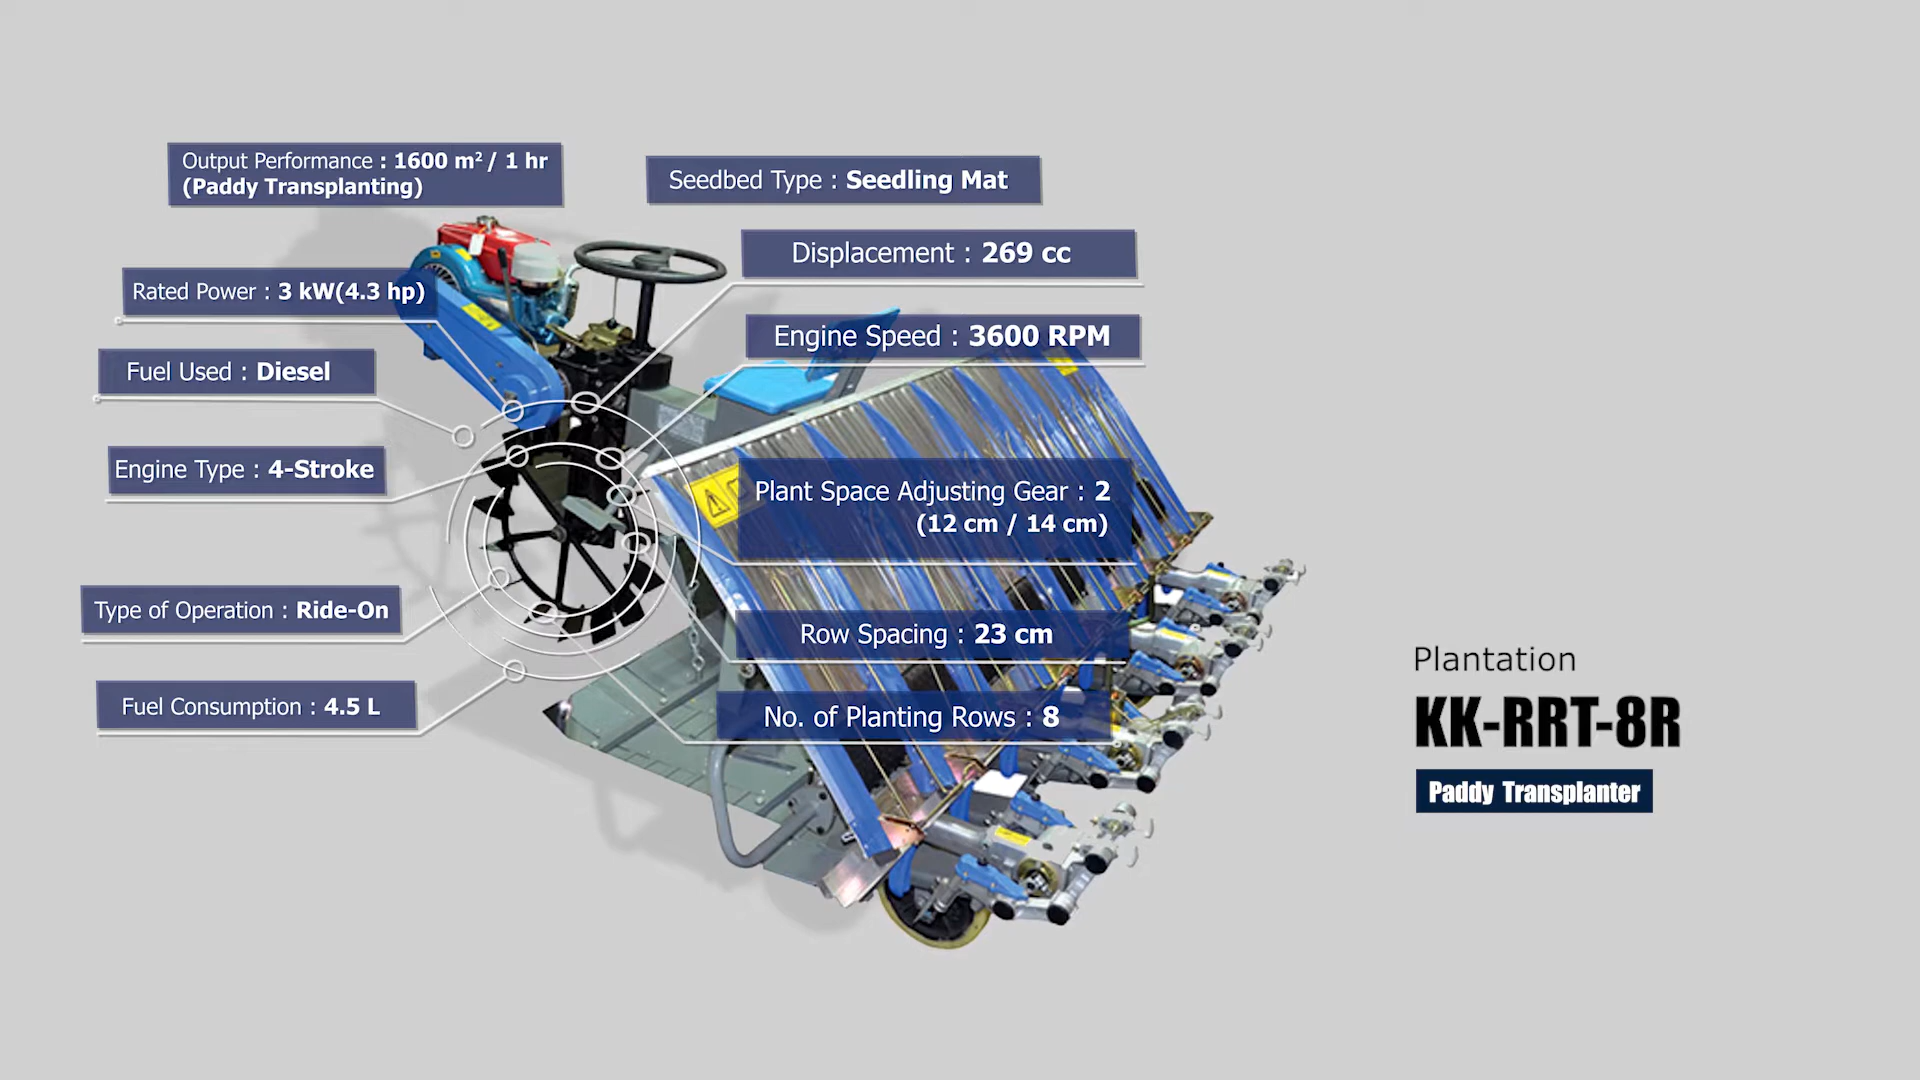 Output Performance : 1600 m² / 1 hr
(Paddy Transplanting)
Seedbed Type : Seedling Mat
Displacement : 269 cc
Rated Power : 3 kW(4.3 hp)
Engine Speed : 3600 RPM
Fuel Used : Diesel
Engine Type : 4-Stroke
Plant Space Adjusting Gear : 2
(12 cm / 14 cm)
Type of Operation : Ride-On
Row Spacing : 23 cm
Fuel Consumption : 4.5 L
No. of Planting Rows : 8
Plantation
KK-RRT-8R
Paddy Transplanter